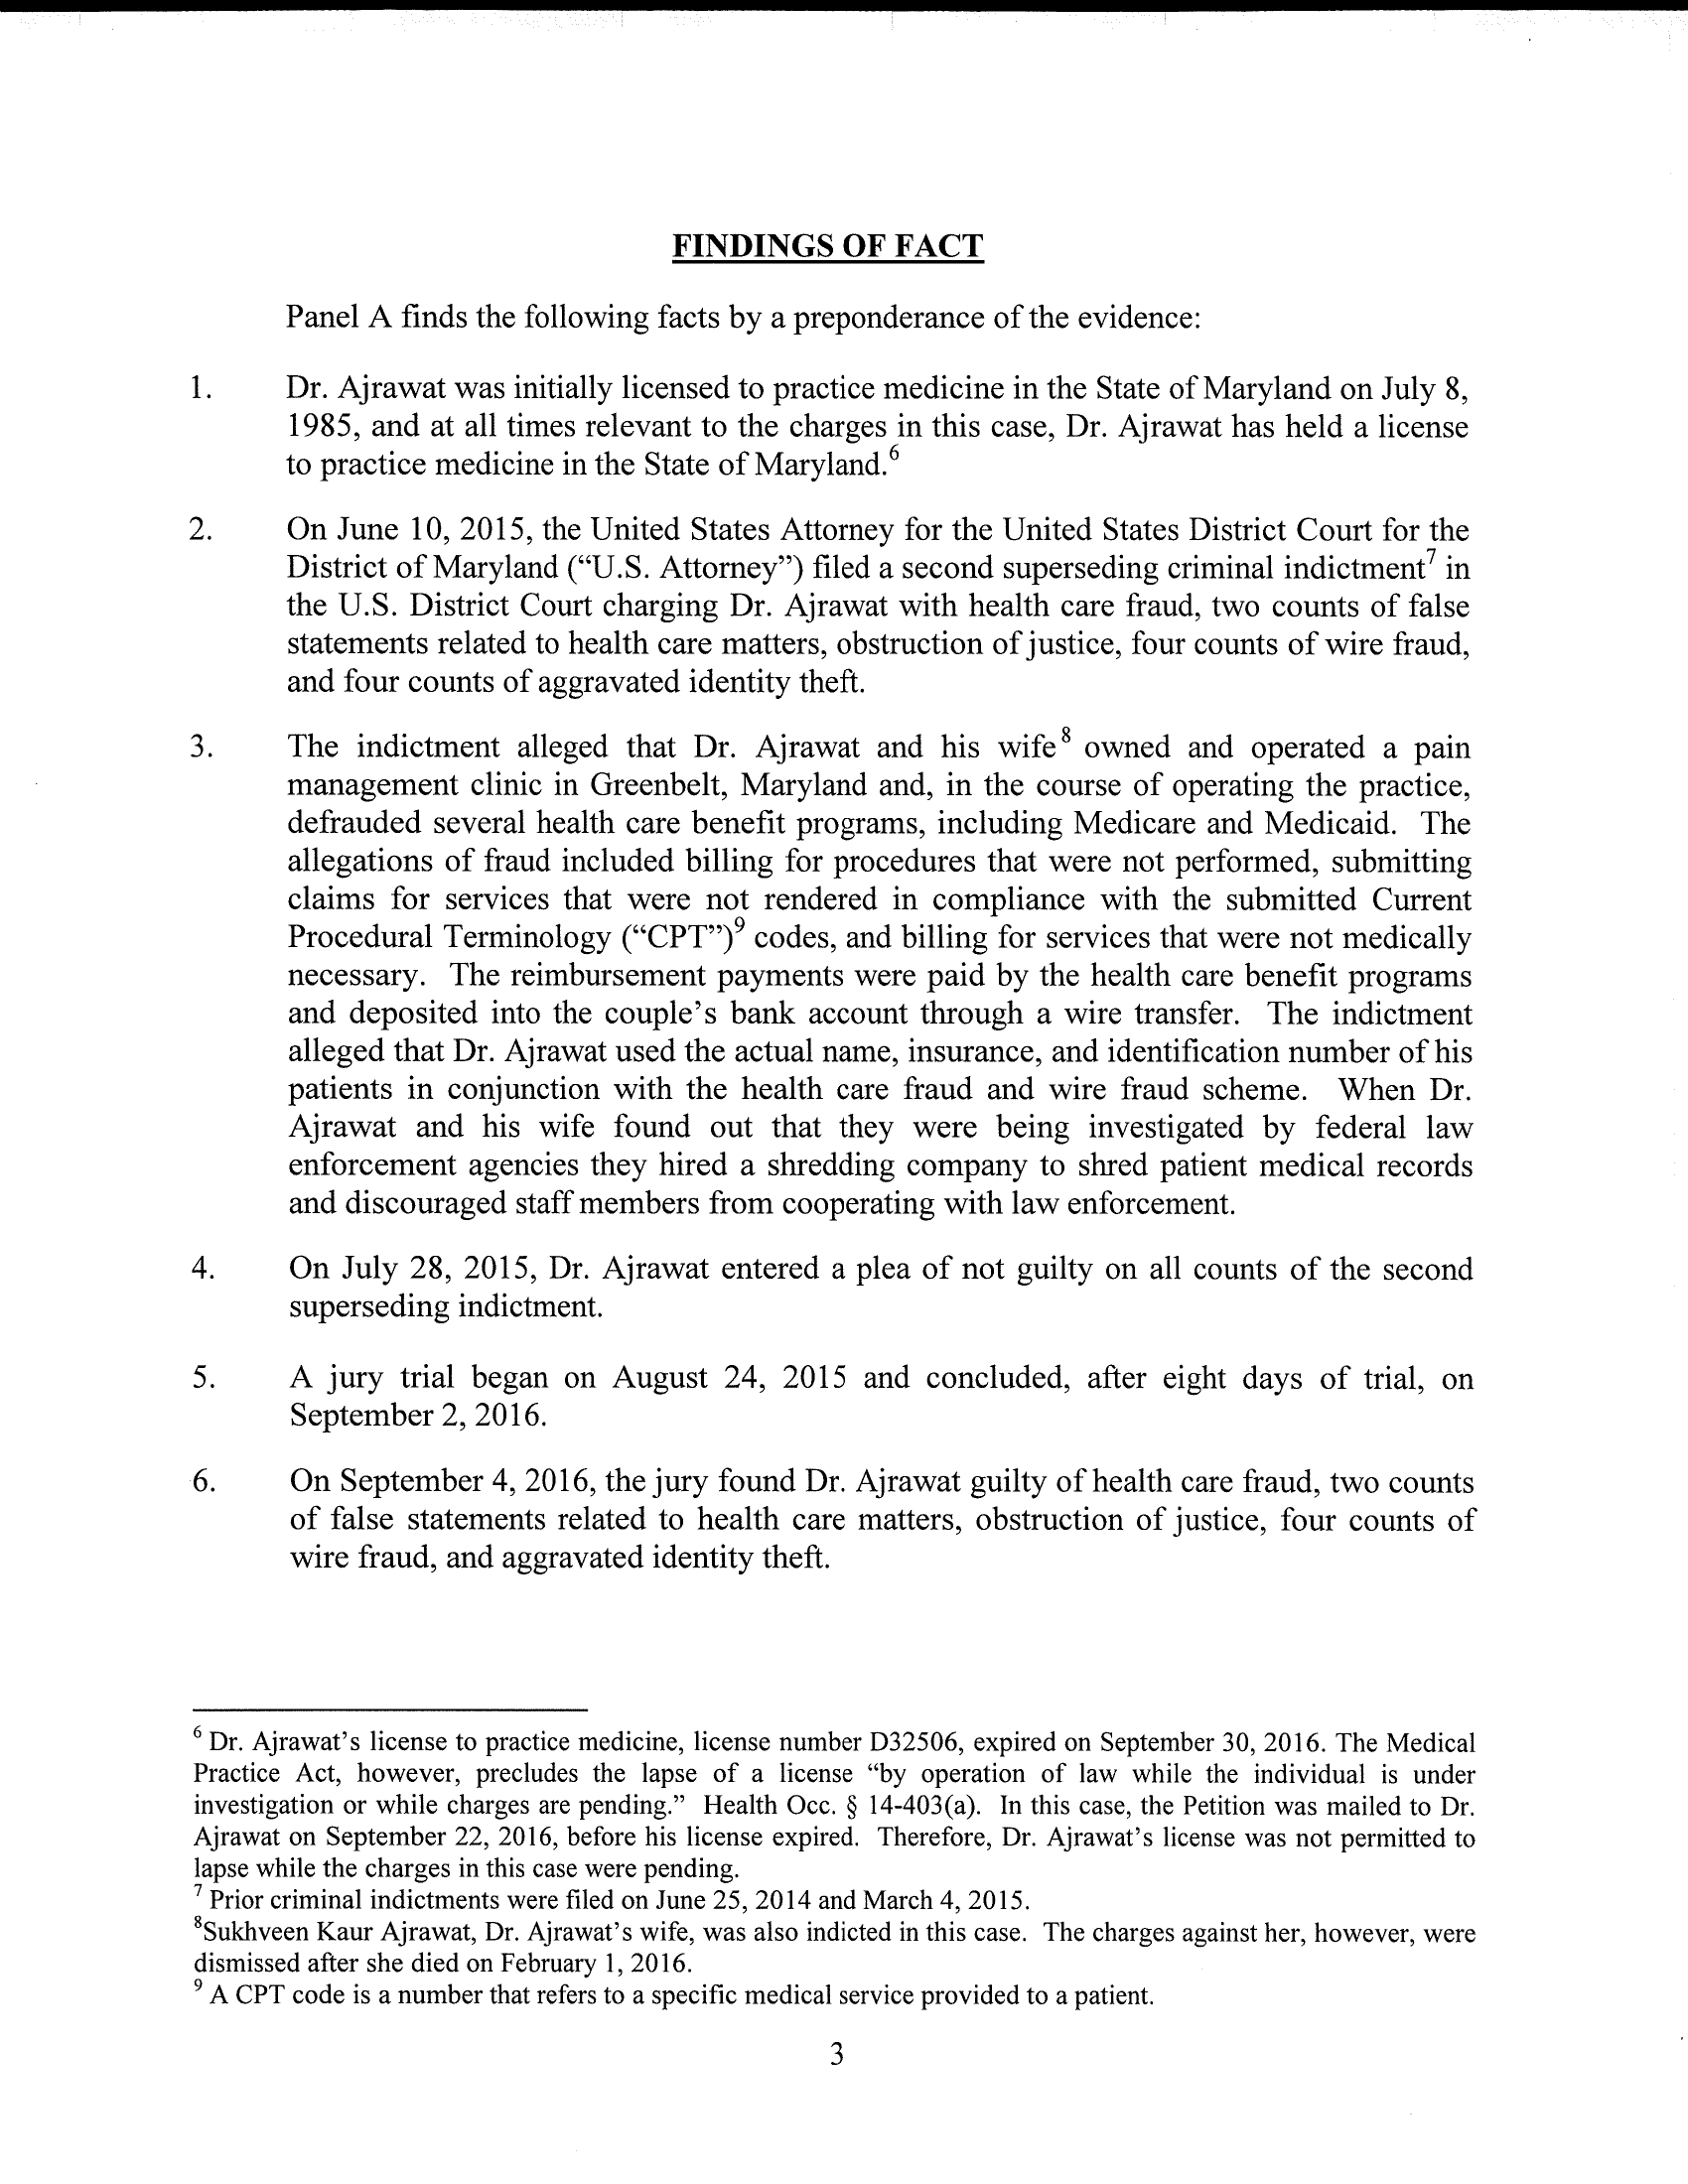 FINDINGS OF FACT
Panel A finds the following facts by a preponderance of the evidence:
1. Dr. Ajrawat was initially licensed to practice medicine in the State of Maryland on July 8,
1985, and at all times relevant to the charges in this case, Dr. Ajrawat has held a license
to practice medicine in the State of Maryland.⁶
2. On June 10, 2015, the United States Attorney for the United States District Court for the
District of Maryland (“U.S. Attorney”) filed a second superseding criminal indictment⁷ in
the U.S. District Court charging Dr. Ajrawat with health care fraud, two counts of false
statements related to health care matters, obstruction of justice, four counts of wire fraud,
and four counts of aggravated identity theft.
3. The indictment alleged that Dr. Ajrawat and his wife⁸ owned and operated a pain
management clinic in Greenbelt, Maryland and, in the course of operating the practice,
defrauded several health care benefit programs, including Medicare and Medicaid. The
allegations of fraud included billing for procedures that were not performed, submitting
claims for services that were not rendered in compliance with the submitted Current
Procedural Terminology (“CPT”)⁹ codes, and billing for services that were not medically
necessary. The reimbursement payments were paid by the health care benefit programs
and deposited into the couple’s bank account through a wire transfer. The indictment
alleged that Dr. Ajrawat used the actual name, insurance, and identification number of his
patients in conjunction with the health care fraud and wire fraud scheme. When Dr.
Ajrawat and his wife found out that they were being investigated by federal law
enforcement agencies they hired a shredding company to shred patient medical records
and discouraged staff members from cooperating with law enforcement.
4. On July 28, 2015, Dr. Ajrawat entered a plea of not guilty on all counts of the second
superseding indictment.
5. A jury trial began on August 24, 2015 and concluded, after eight days of trial, on
September 2, 2016.
6. On September 4, 2016, the jury found Dr. Ajrawat guilty of health care fraud, two counts
of false statements related to health care matters, obstruction of justice, four counts of
wire fraud, and aggravated identity theft.
⁶ Dr. Ajrawat’s license to practice medicine, license number D32506, expired on September 30, 2016. The Medical
Practice Act, however, precludes the lapse of a license “by operation of law while the individual is under
investigation or while charges are pending.” Health Occ. § 14-403(a). In this case, the Petition was mailed to Dr.
Ajrawat on September 22, 2016, before his license expired. Therefore, Dr. Ajrawat’s license was not permitted to
lapse while the charges in this case were pending.
⁷ Prior criminal indictments were filed on June 25, 2014 and March 4, 2015.
⁸Sukhveen Kaur Ajrawat, Dr. Ajrawat’s wife, was also indicted in this case. The charges against her, however, were
dismissed after she died on February 1, 2016.
⁹ A CPT code is a number that refers to a specific medical service provided to a patient.
3